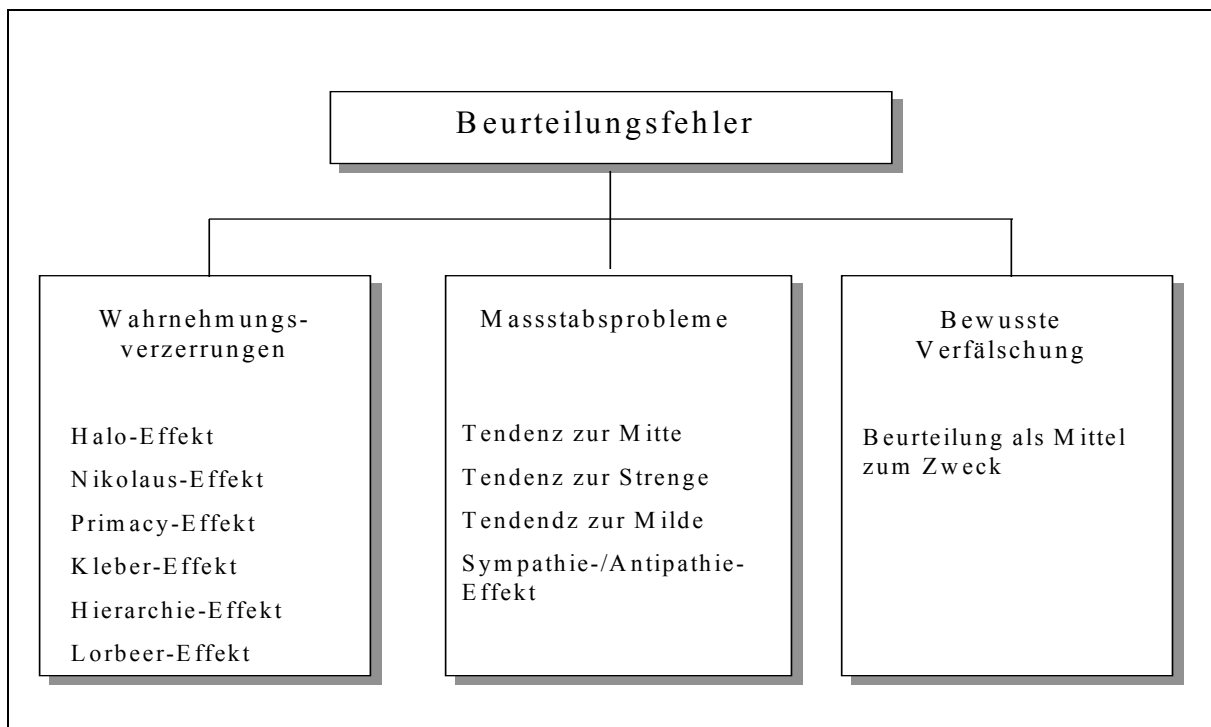 Beurteilungsfehler
Wahrnehmungs-
verzerrungen
Halo-Effekt
Nikolaus-Effekt
Primacy-Effekt
Kleber-Effekt
Hierarchie-Effekt
Lorbeer-Effekt
Massstabsprobleme
Tendenz zur Mitte
Tendenz zur Strenge
Tendendz zur Milde
Sympathie-/Antipathie-
Effekt
Bewusste
Verfälschung
Beurteilung als Mittel
zum Zweck